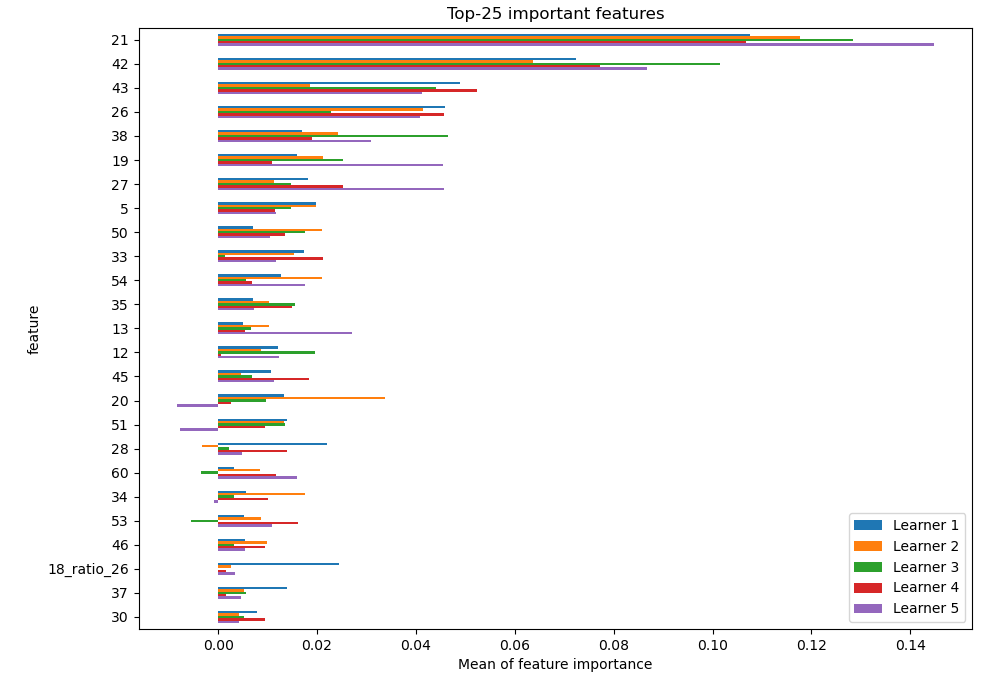 Top-25 important features
21
42
43
26
38
19
27
5
50
33
54
35
13
12
45
20
51
28
60
34
53
46
18_ratio_26
37
30
feature
Learner 1
Learner 2
Learner 3
Learner 4
Learner 5
0.00 0.02 0.04 0.06 0.08 0.10 0.12 0.14
Mean of feature importance